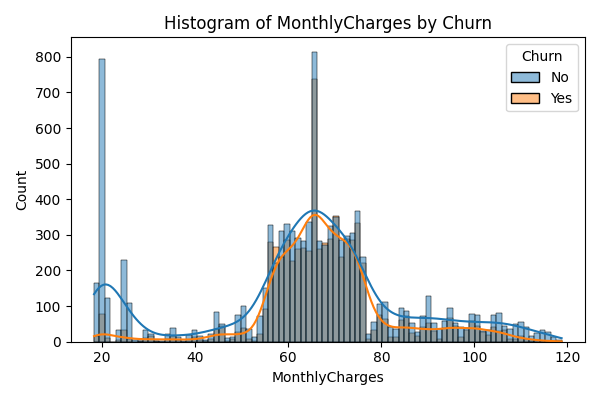 Histogram of MonthlyCharges by Churn
Churn
No
Yes
Count
800
700
600
500
400
300
200
100
0
20 40 60 80 100 120
MonthlyCharges